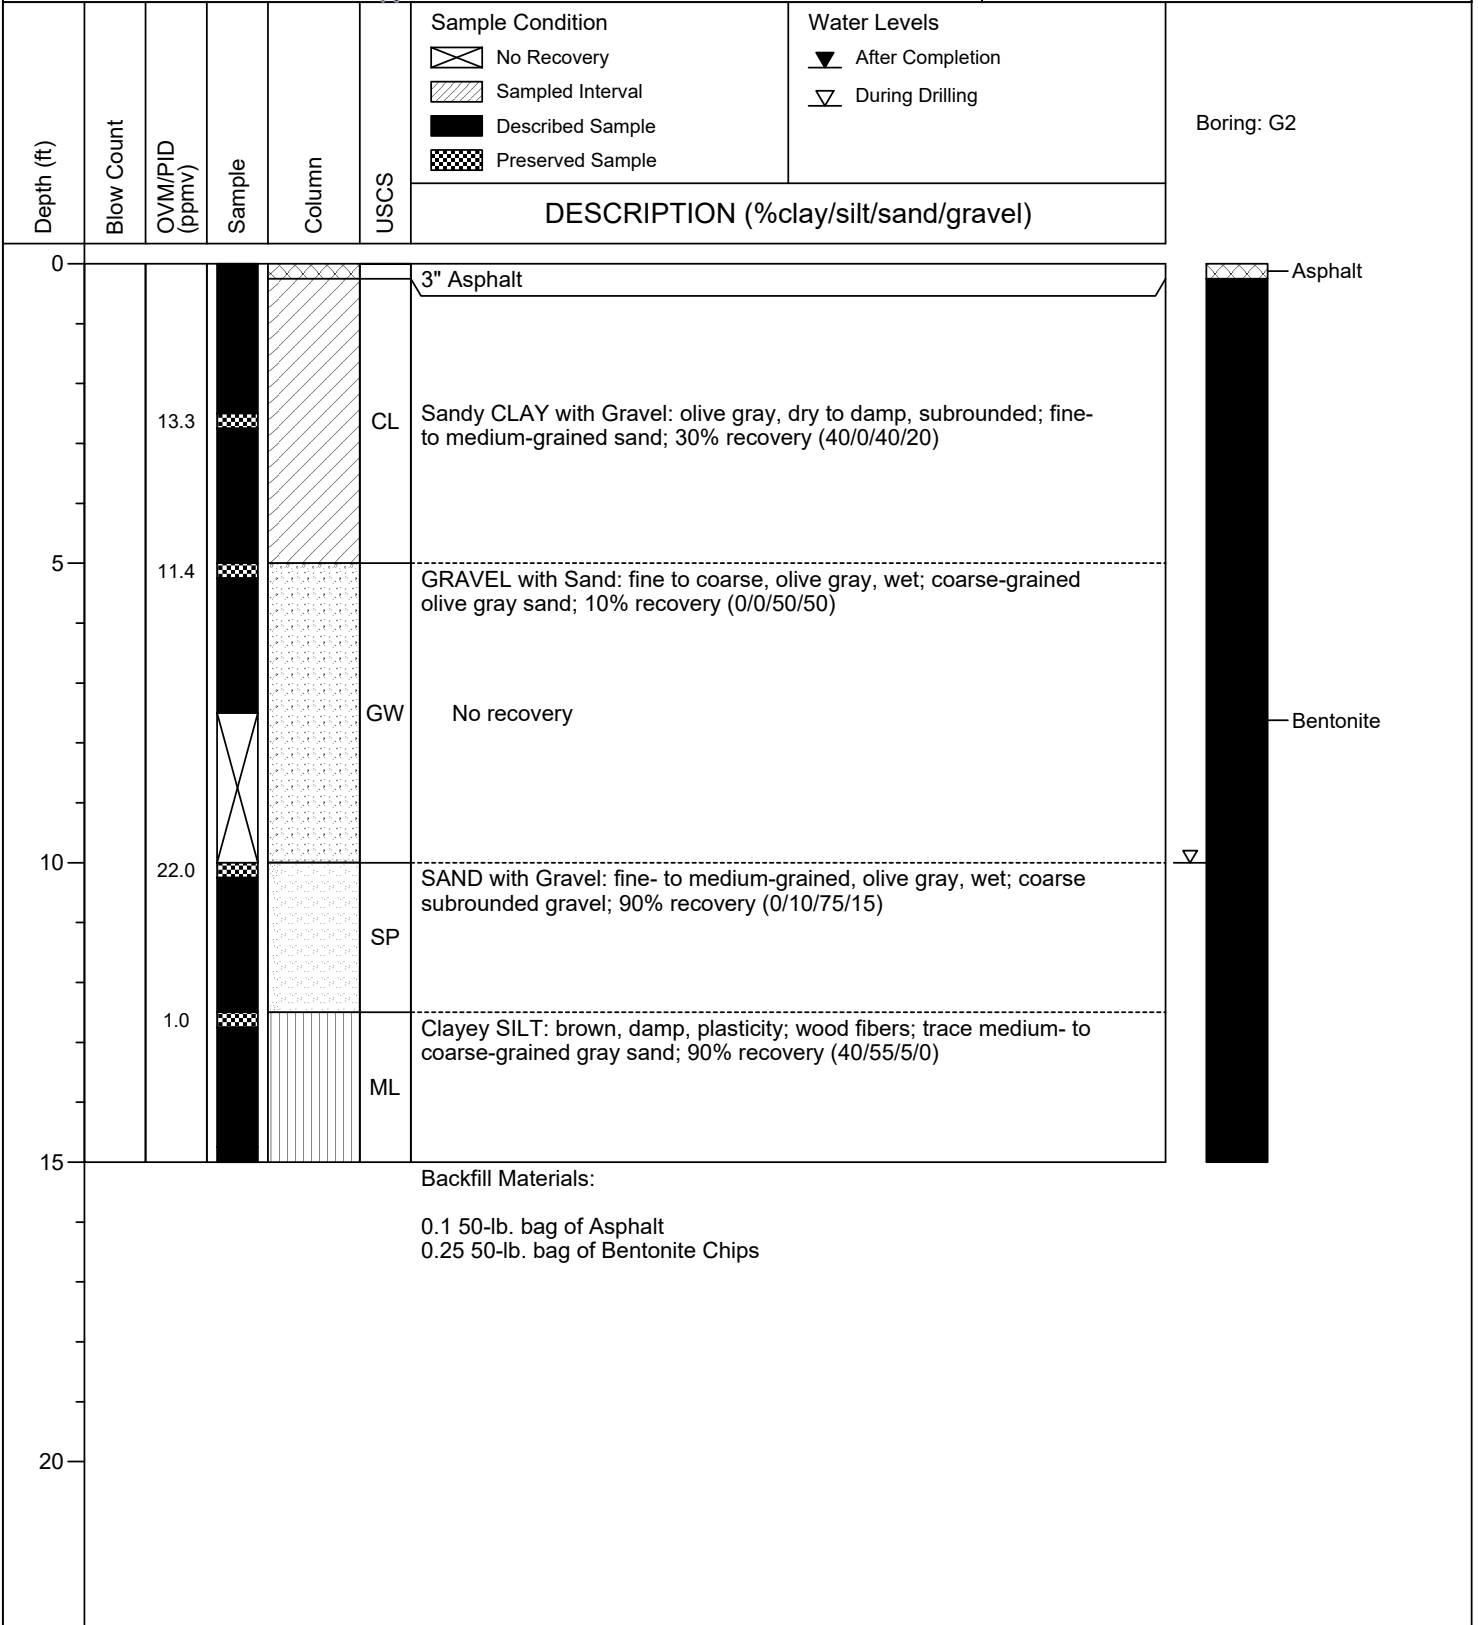 Sample Condition
No Recovery
Sampled Interval
Described Sample
Preserved Sample
Water Levels
After Completion
During Drilling
Boring: G2
Depth (ft)
Blow Count
OVM/PID
(ppmv)
Sample
Column
USCS
DESCRIPTION (%clay/silt/sand/gravel)
0
3" Asphalt
Asphalt
13.3
CL
Sandy CLAY with Gravel: olive gray, dry to damp, subrounded; fine-
to medium-grained sand; 30% recovery (40/0/40/20)
5
11.4
GRAVEL with Sand: fine to coarse, olive gray, wet; coarse-grained
olive gray sand; 10% recovery (0/0/50/50)
GW
No recovery
Bentonite
10
22.0
SAND with Gravel: fine- to medium-grained, olive gray, wet; coarse
subrounded gravel; 90% recovery (0/10/75/15)
SP
1.0
Clayey SILT: brown, damp, plasticity; wood fibers; trace medium- to
coarse-grained gray sand; 90% recovery (40/55/5/0)
ML
15
Backfill Materials:
0.1 50-lb. bag of Asphalt
0.25 50-lb. bag of Bentonite Chips
20